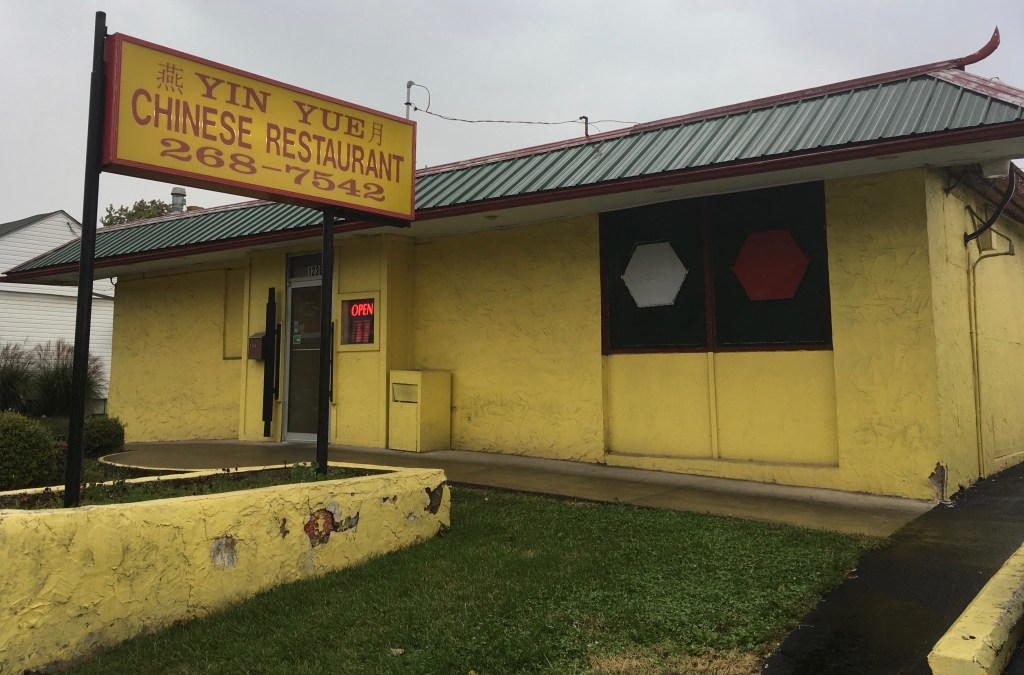 燕 YIN YUE 月
CHINESE RESTAURANT
268-7542
OPEN